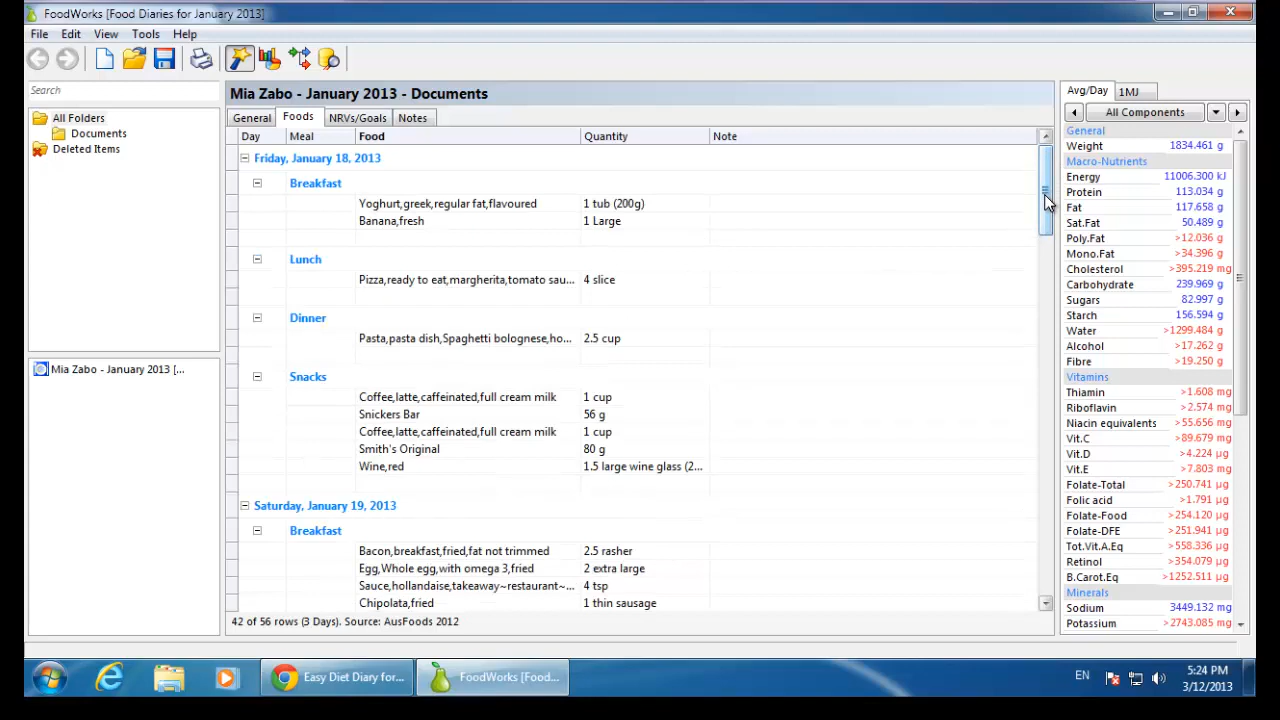 FoodWorks [Food Diaries for January 2013]
File Edit View Tools Help
Search
All Folders
Documents
Deleted Items
Mia Zabo - January 2013 [...
Mia Zabo - January 2013 - Documents
General Foods NRVs/Goals Notes
Day Meal Food Quantity Note
Friday, January 18, 2013
Breakfast
Yoghurt,greek,regular fat,flavoured 1 tub (200g)
Banana,fresh 1 Large
Lunch
Pizza,ready to eat,margherita,tomato sau... 4 slice
Dinner
Pasta,pasta dish,Spaghetti bolognese,ho... 2.5 cup
Snacks
Coffee,latte,caffeinated,full cream milk 1 cup
Snickers Bar 56 g
Coffee,latte,caffeinated,full cream milk 1 cup
Smith's Original 80 g
Wine,red 1.5 large wine glass (2...
Saturday, January 19, 2013
Breakfast
Bacon,breakfast,fried,fat not trimmed 2.5 rasher
Egg,Whole egg,with omega 3,fried 2 extra large
Sauce,hollandaise,takeaway~restaurant~... 4 tsp
Chipolata,fried 1 thin sausage
42 of 56 rows (3 Days). Source: AusFoods 2012
Avg/Day 1MJ
All Components
General
Weight 1834.461 g
Macro-Nutrients
Energy 11006.300 kJ
Protein 113.034 g
Fat 117.658 g
Sat.Fat 50.489 g
Poly.Fat >12.036 g
Mono.Fat >34.396 g
Cholesterol >395.219 mg
Carbohydrate 239.969 g
Sugars 82.997 g
Starch 156.594 g
Water >1299.484 g
Alcohol >17.262 g
Fibre >19.250 g
Vitamins
Thiamin >1.608 mg
Riboflavin >2.574 mg
Niacin equivalents >55.656 mg
Vit.C >89.679 mg
Vit.D >4.224 µg
Vit.E >7.803 mg
Folate-Total >250.741 µg
Folic acid >1.791 µg
Folate-Food >254.120 µg
Folate-DFE >251.941 µg
Tot.Vit.A.Eq >558.336 µg
Retinol >354.079 µg
B.Carot.Eq >1252.511 µg
Minerals
Sodium 3449.132 mg
Potassium >2743.085 mg
Easy Diet Diary for...
FoodWorks [Food...
EN
5:24 PM
3/12/2013